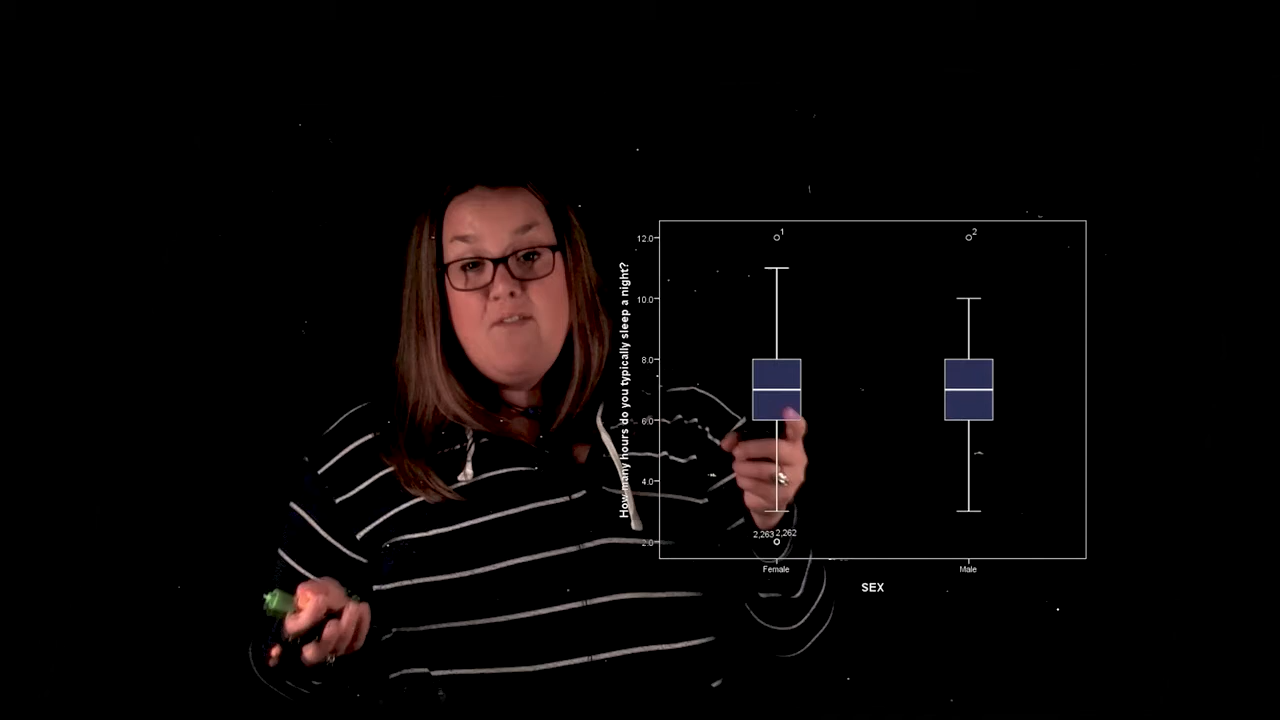 How many hours do you typically sleep a night?
12.0
10.0
8.0
6.0
4.0
2.0
1
2
2,263 2,262
Female
Male
SEX